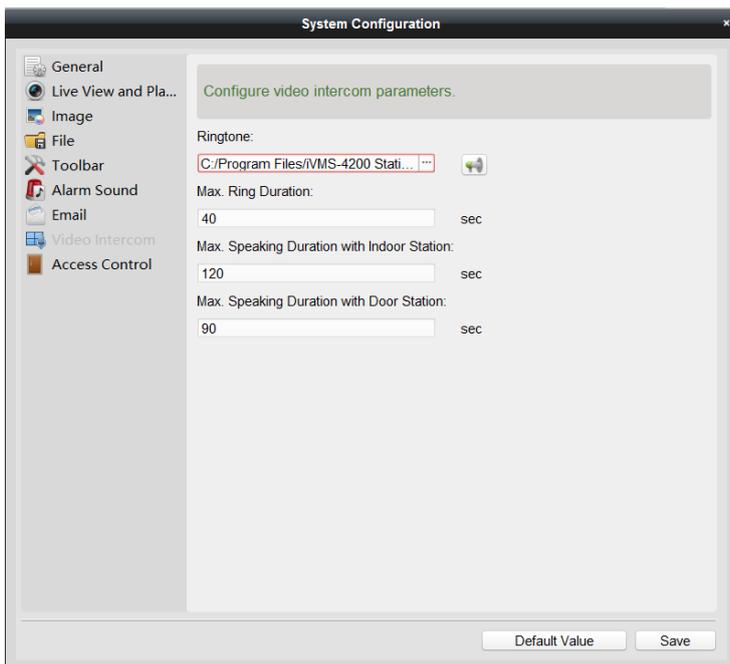 System Configuration
×
General
Live View and Pla...
Image
File
Toolbar
Alarm Sound
Email
Video Intercom
Access Control
Configure video intercom parameters.
Ringtone:
C:/Program Files/iVMS-4200 Stati... ...
Max. Ring Duration:
40 sec
Max. Speaking Duration with Indoor Station:
120 sec
Max. Speaking Duration with Door Station:
90 sec
Default Value Save